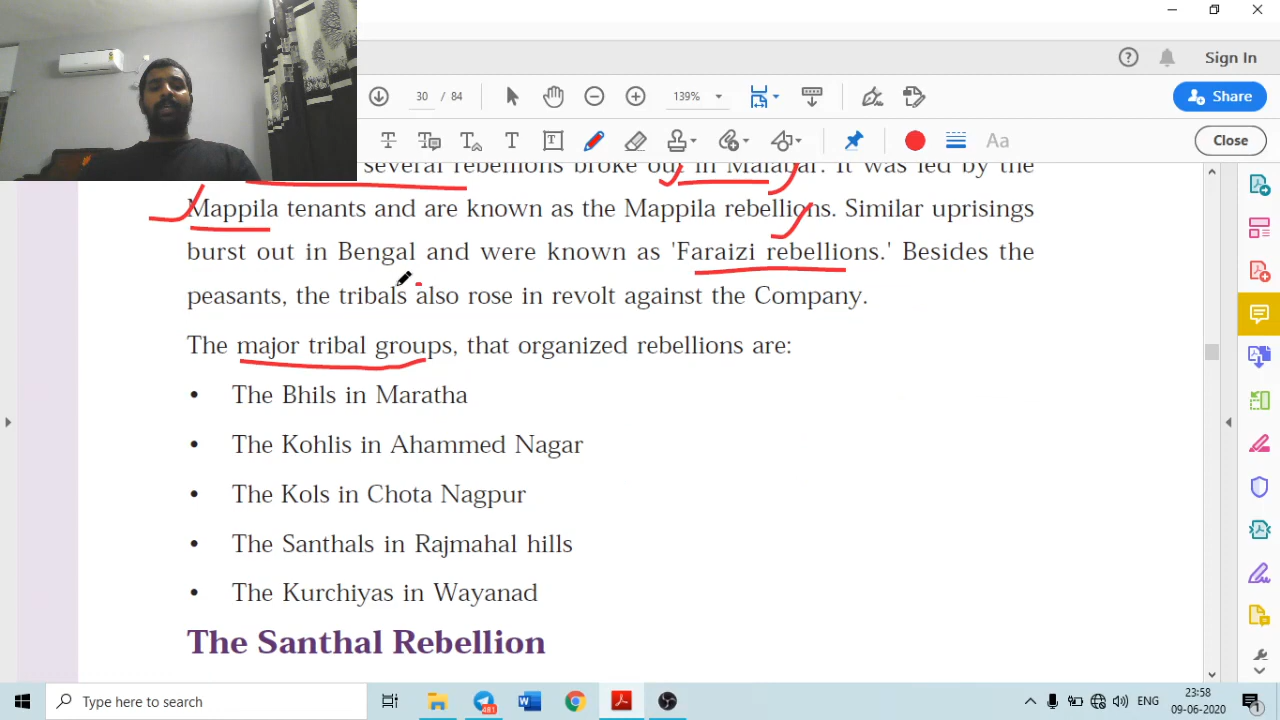 ? Sign In
30 / 84 139% Share
T T T T T Aa Close
several rebellions broke out in Malabar. It was led by the
Mappila tenants and are known as the Mappila rebellions. Similar uprisings
burst out in Bengal and were known as 'Faraizi rebellions.' Besides the
peasants, the tribals also rose in revolt against the Company.
The major tribal groups, that organized rebellions are:
• The Bhils in Maratha
• The Kohlis in Ahammed Nagar
• The Kols in Chota Nagpur
• The Santhals in Rajmahal hills
• The Kurchiyas in Wayanad
The Santhal Rebellion
Type here to search 481 W ENG 23:58
09-06-2020 1